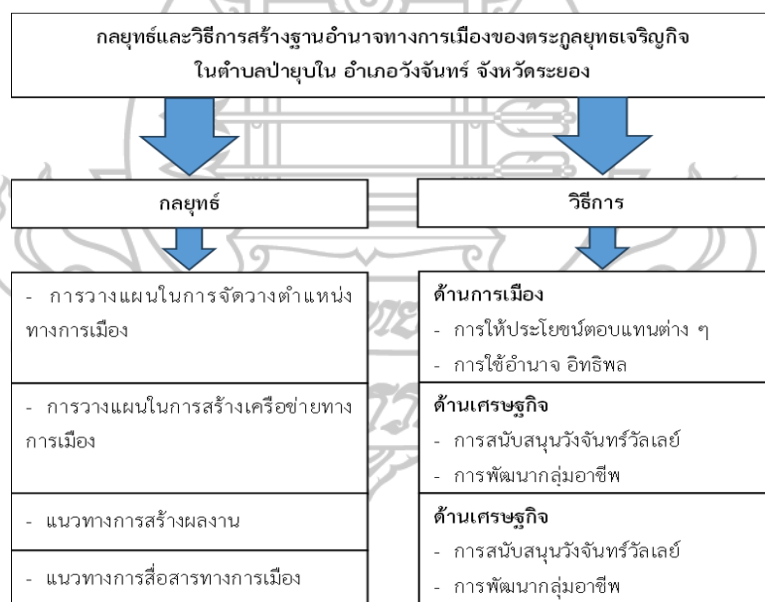 กลยุทธ์และวิธีการสร้างฐานอำนาจทางการเมืองของตระกูลยุทธเจริญกิจ
ในตำบลป่ายุบใน อำเภอวังจันทร์ จังหวัดระยอง
กลยุทธ์
- การวางแผนในการจัดวางตำแหน่ง
ทางการเมือง
- การวางแผนในการสร้างเครือข่ายทาง
การเมือง
- แนวทางการสร้างผลงาน
- แนวทางการสื่อสารทางการเมือง
วิธีการ
ด้านการเมือง
- การให้ประโยชน์ตอบแทนต่าง ๆ
- การใช้อำนาจ อิทธิพล
ด้านเศรษฐกิจ
- การสนับสนุนวังจันทร์วัลเลย์
- การพัฒนากลุ่มอาชีพ
ด้านเศรษฐกิจ
- การสนับสนุนวังจันทร์วัลเลย์
- การพัฒนากลุ่มอาชีพ